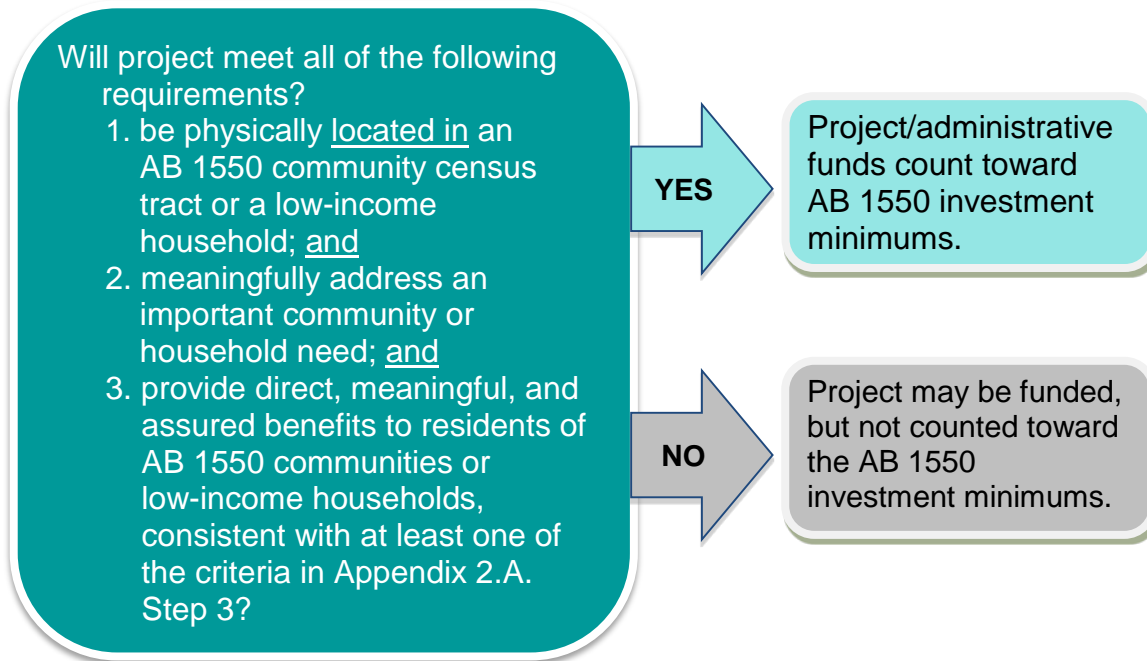 Will project meet all of the following
requirements?
1. be physically located in an
AB 1550 community census
tract or a low-income
household; and
2. meaningfully address an
important community or
household need; and
3. provide direct, meaningful, and
assured benefits to residents of
AB 1550 communities or
low-income households,
consistent with at least one of
the criteria in Appendix 2.A.
Step 3?
YES
Project/administrative
funds count toward
AB 1550 investment
minimums.
NO
Project may be funded,
but not counted toward
the AB 1550
investment minimums.